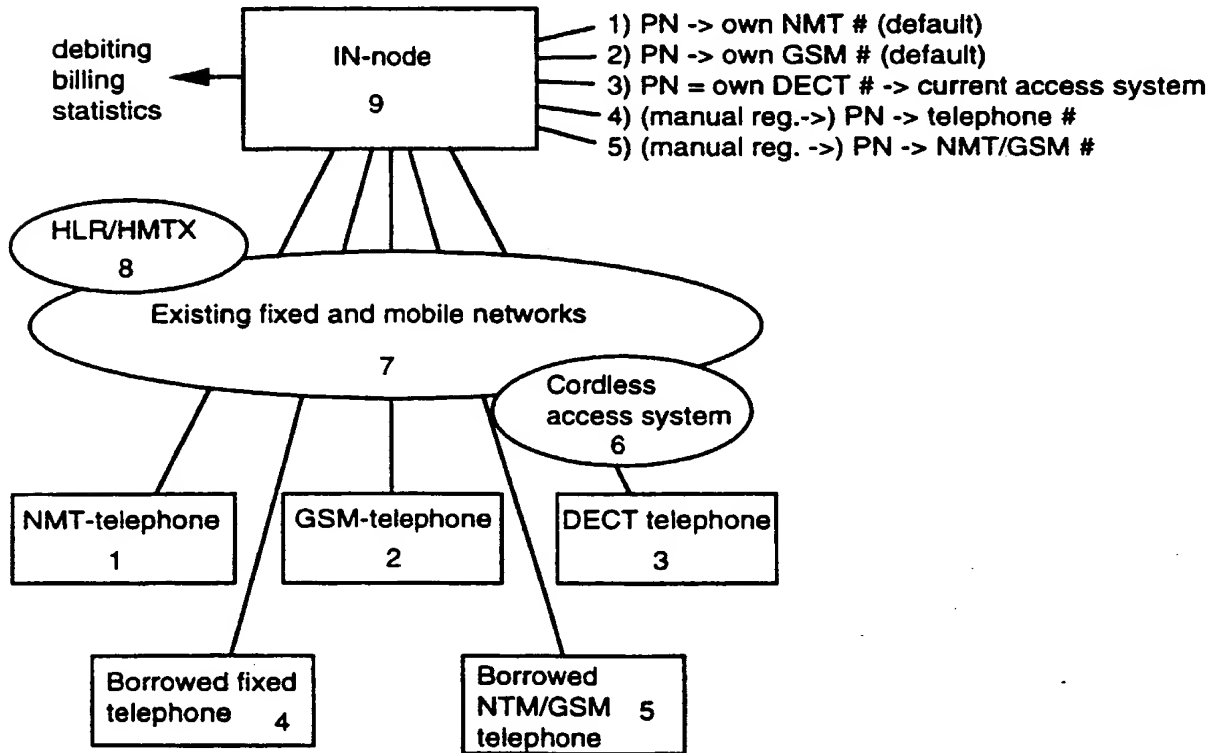 debiting
billing
statistics
IN-node
9
1) PN -> own NMT # (default)
2) PN -> own GSM # (default)
3) PN = own DECT # -> current access system
4) (manual reg.->) PN -> telephone #
5) (manual reg. ->) PN -> NMT/GSM #
HLR/HMTX
8
Existing fixed and mobile networks
7
Cordless
access system
6
NMT-telephone
1
GSM-telephone
2
DECT telephone
3
Borrowed fixed
telephone 4
Borrowed
NTM/GSM 5
telephone